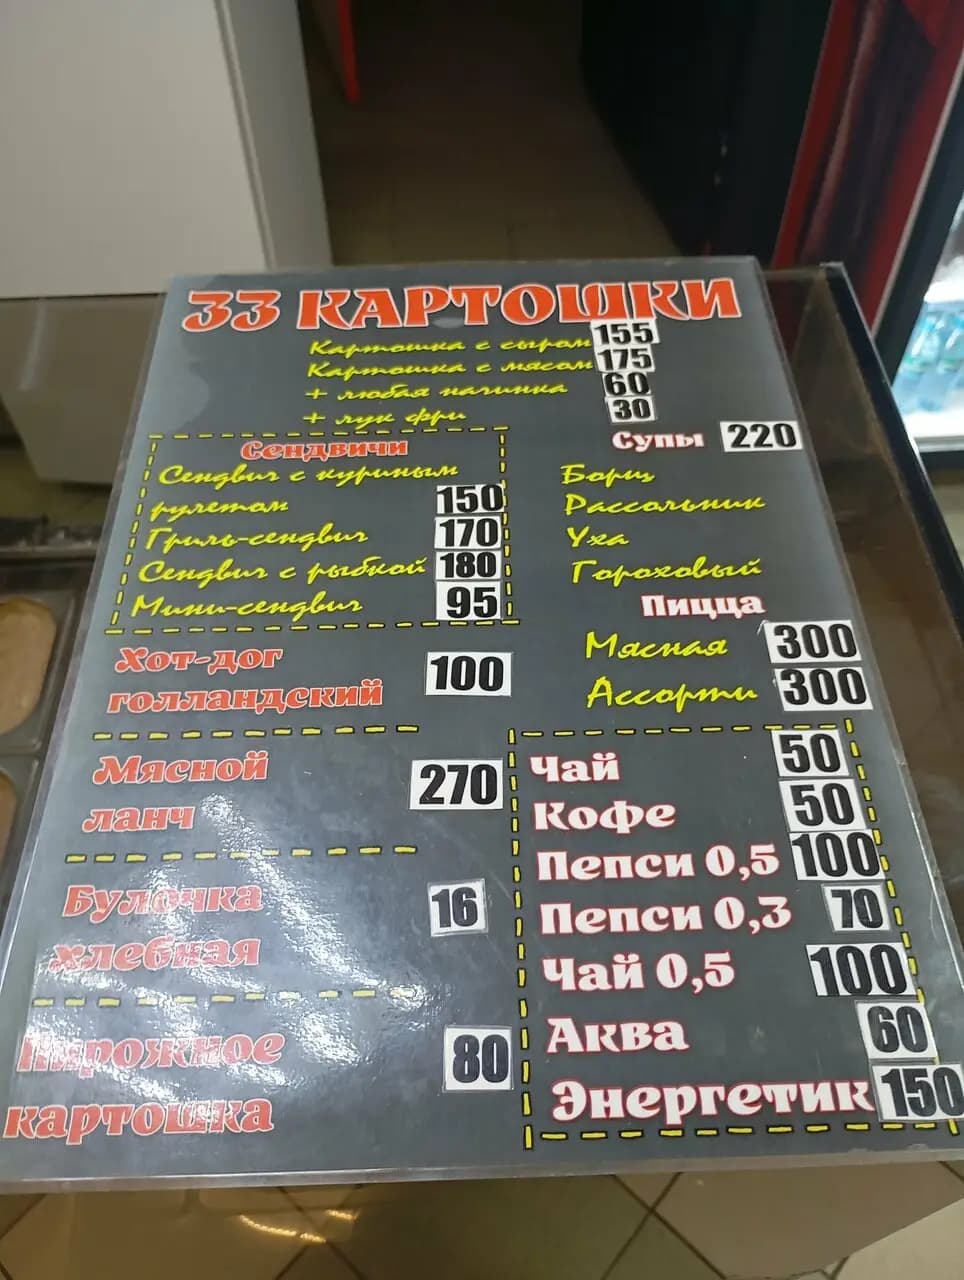 33 КАРТОШКИ
Картошка с сыром 155
Картошка с мясом 175
+ любая начинка 60
+ лук фри 30
Сендвичи
Сендвич с куриным
рулетом 150
Гриль-сендвич 170
Сендвич с рыбкой 180
Мини-сендвич 95
Хот-дог
голландский 100
Мясной
ланч 270
Булочка
хлебная 16
Пирожное
картошка 80
Супы 220
Борщ
Рассольник
Уха
Гороховый
Пицца
Мясная 300
Ассорти 300
Чай 50
Кофе 50
Пепси 0,5 100
Пепси 0,3 70
Чай 0,5 100
Аква 60
Энергетик 150